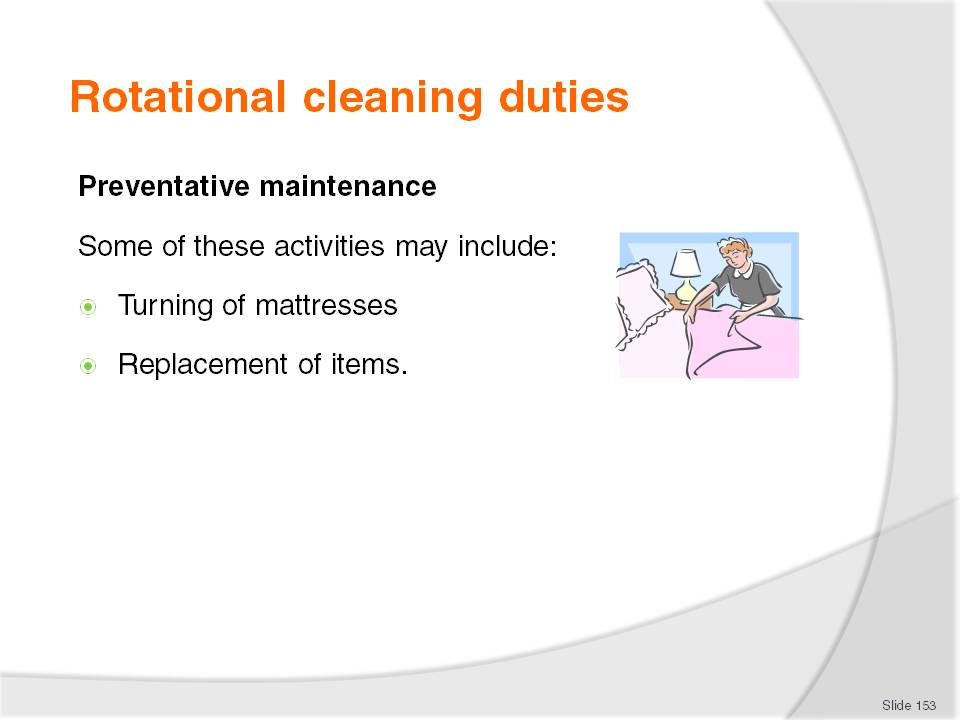 Rotational cleaning duties
Preventative maintenance
Some of these activities may include:
Turning of mattresses
Replacement of items.
Slide 153